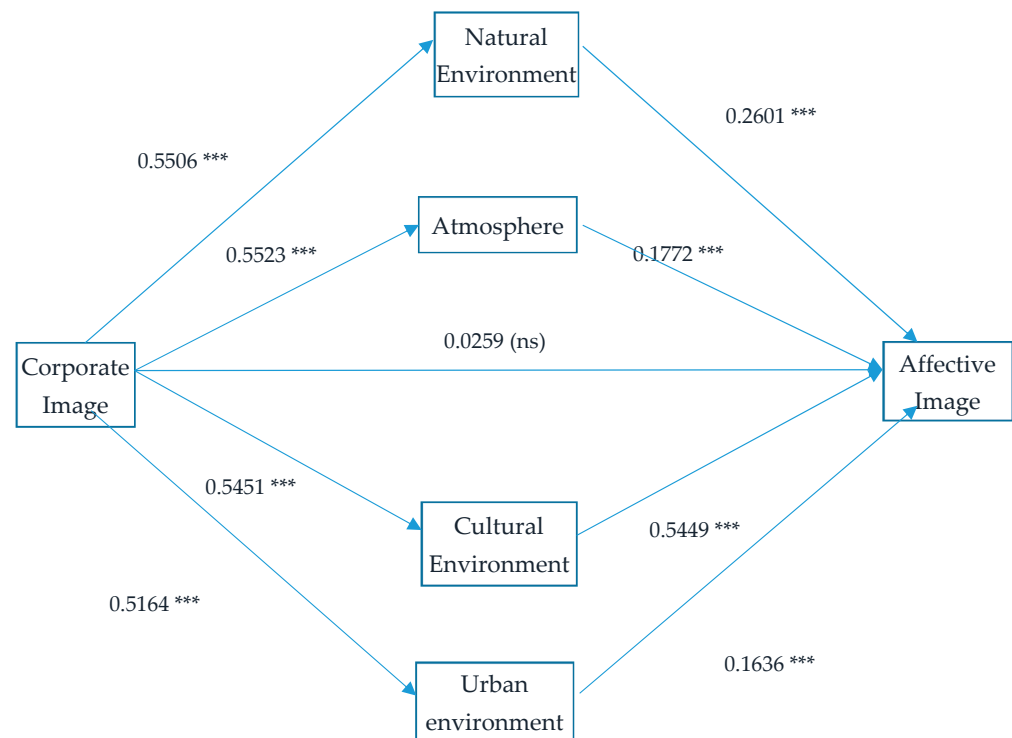 Natural
Environment
0.2601 ***
0.5506 ***
Atmosphere
0.5523 ***
0.1772 ***
0.0259 (ns)
Corporate
Image
Affective
Image
0.5451 ***
Cultural
Environment
0.5449 ***
0.5164 ***
Urban
environment
0.1636 ***